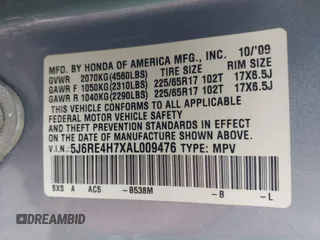 MFD. BY HONDA OF AMERICA MFG., INC. 10/'09
GVWR 2070KG(4560LBS) TIRE SIZE RIM SIZE
GAWR F 1050KG(2310LBS) 225/65R17 102T 17X6.5J
GAWR R 1040KG(2290LBS) 225/65R17 102T 17X6.5J
THIS VEHICLE CONFORMS TO ALL APPLICABLE
FEDERAL MOTOR VEHICLE SAFETY
STANDARDS IN EFFECT ON THE
DATE OF MANUFACTURE SHOWN ABOVE.
5J6RE4H7XAL009476 TYPE: MPV
SXS A AC5 -B538M -B -L
DREAMBID